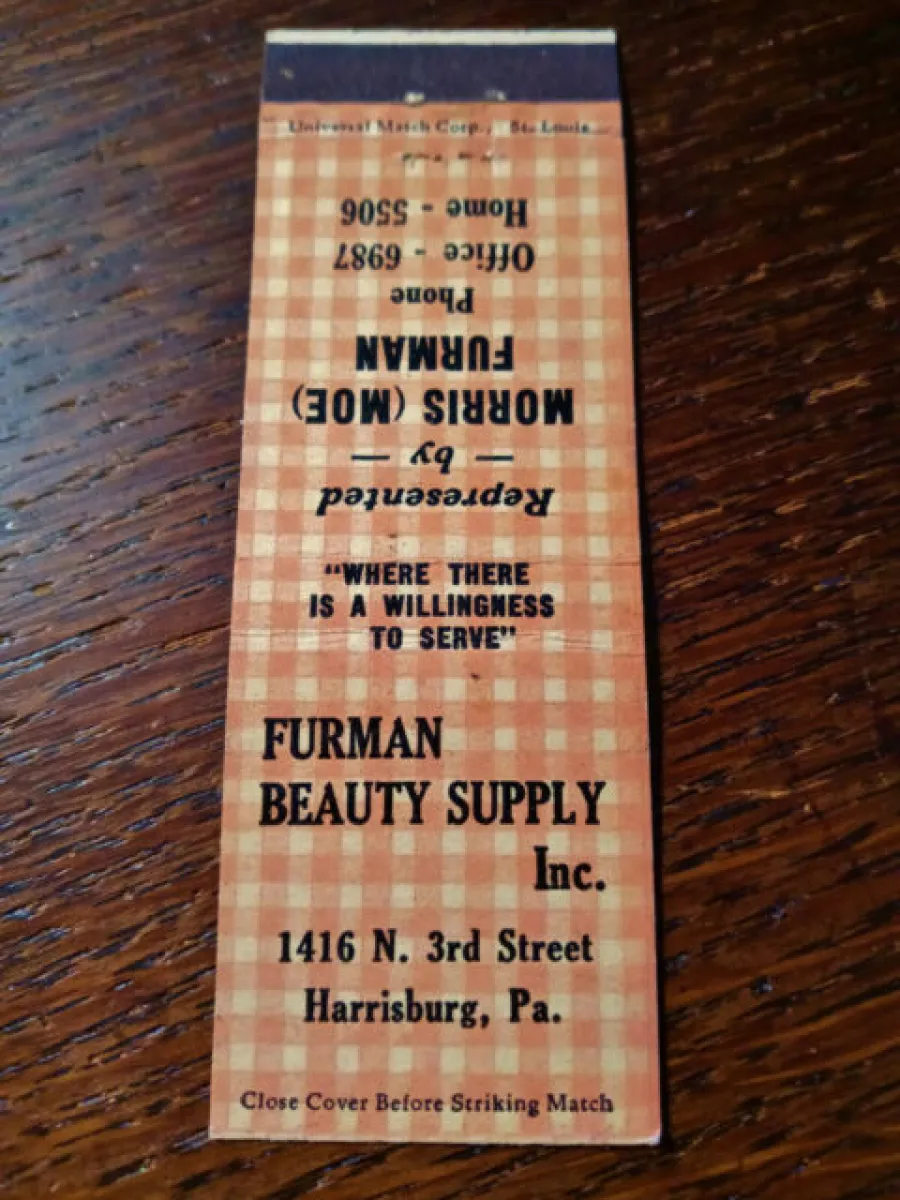 Universal Match Corp., St. Louis
Home - 5506
Office - 6987
Phone
FURMAN
MORRIS (MOE)
— by —
Represented
"WHERE THERE
IS A WILLINGNESS
TO SERVE"
FURMAN
BEAUTY SUPPLY
Inc.
1416 N. 3rd Street
Harrisburg, Pa.
Close Cover Before Striking Match